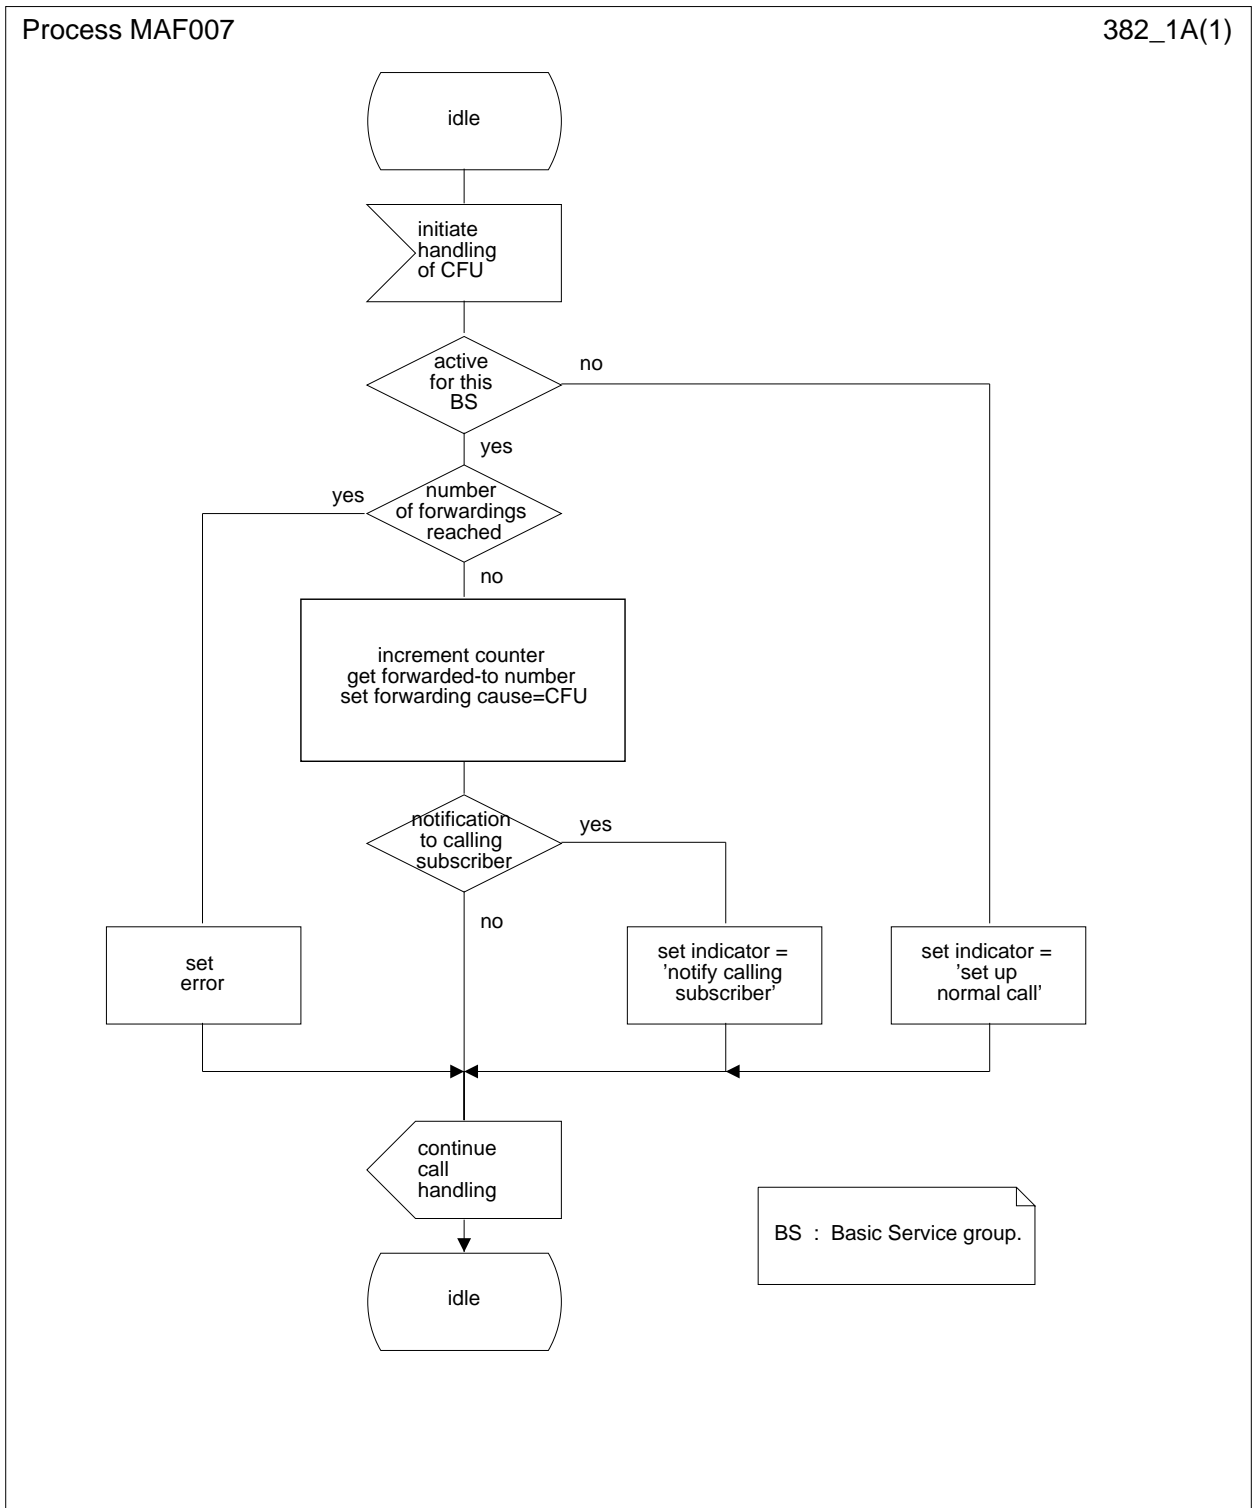 Process MAF007
382_1A(1)
idle
initiate
handling
of CFU
active
for this
BS
no
yes
number
of forwardings
reached
yes
no
increment counter
get forwarded-to number
set forwarding cause=CFU
notification
to calling
subscriber
yes
no
set
error
set indicator =
’notify calling
subscriber’
set indicator =
’set up
normal call’
continue
call
handling
BS : Basic Service group.
idle